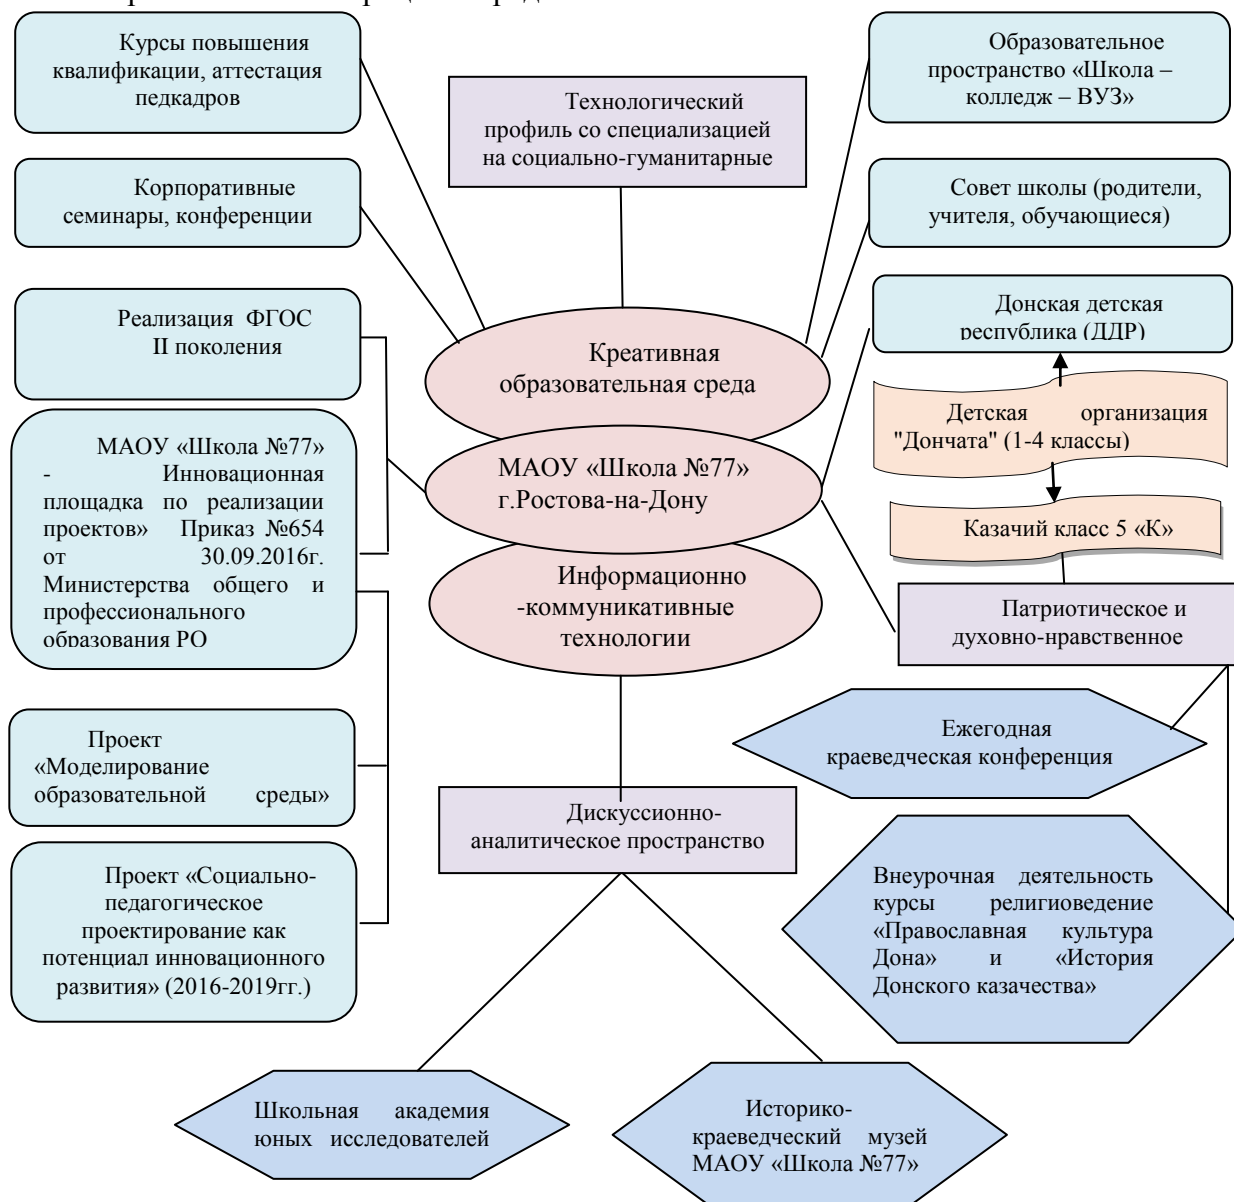 Курсы повышения
квалификации, аттестация
педкадров
Технологический
профиль со специализацией
на социально-гуманитарные
Образовательное
пространство «Школа –
колледж – ВУЗ»
Корпоративные
семинары, конференции
Совет школы (родители,
учителя, обучающиеся)
Реализация ФГОС
II поколения
Креативная
образовательная среда
Донская детская
республика (ДДР)
Детская организация
"Дончата" (1-4 классы)
МАОУ «Школа №77»
- Инновационная
площадка по реализации
проектов» Приказ №654
от 30.09.2016г.
Министерства общего и
профессионального
образования РО
МАОУ «Школа №77»
г.Ростова-на-Дону
Казачий класс 5 «К»
Информационно
-коммуникативные
технологии
Патриотическое и
духовно-нравственное
Ежегодная
краеведческая конференция
Проект
«Моделирование
образовательной среды»
Дискуссионно-
аналитическое пространство
Проект «Социально-
педагогическое
проектирование как
потенциал инновационного
развития» (2016-2019гг.)
Внеурочная деятельность
курсы религиоведение
«Православная культура
Дона» и «История
Донского казачества»
Школьная академия
юных исследователей
Историко-
краеведческий музей
МАОУ «Школа №77»